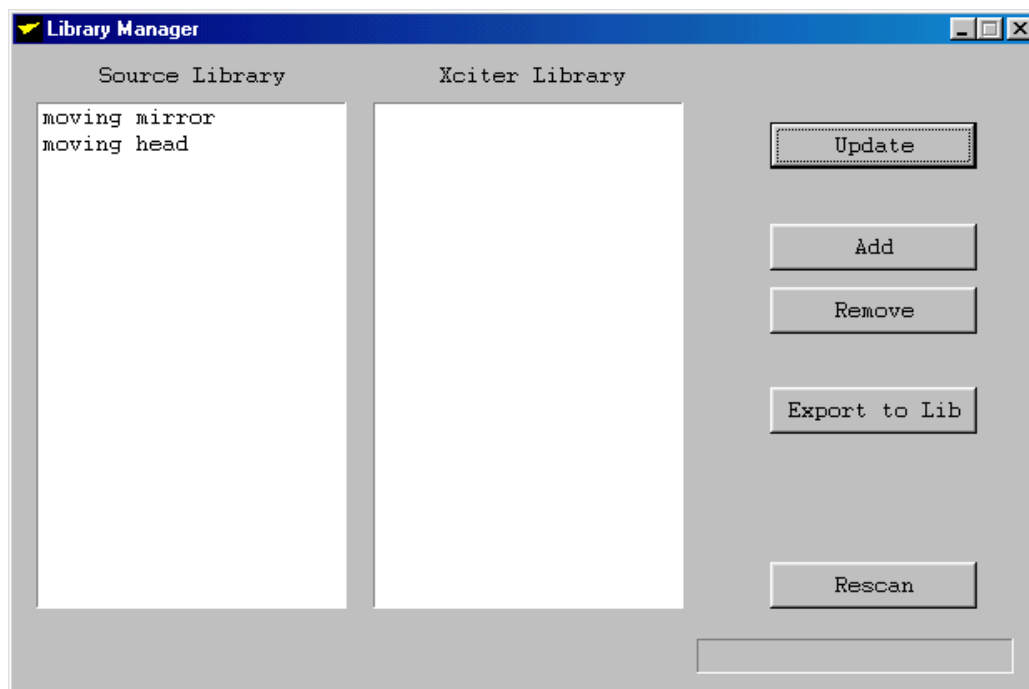 Library Manager
Source Library
Xciter Library
moving mirror
moving head
Update
Add
Remove
Export to Lib
Rescan